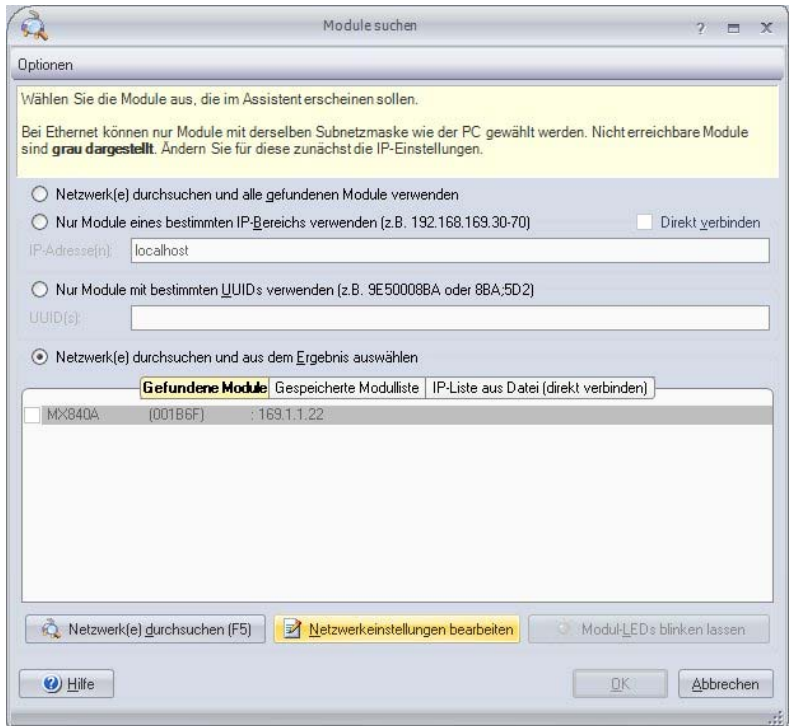 Module suchen
Optionen
Wählen Sie die Module aus, die im Assistent erscheinen sollen.
Bei Ethernet können nur Module mit derselben Subnetzmaske wie der PC gewählt werden. Nicht erreichbare Module
sind grau dargestellt. Ändern Sie für diese zunächst die IP-Einstellungen.
Netzwerk(e) durchsuchen und alle gefundenen Module verwenden
Nur Module eines bestimmten IP-Bereichs verwenden (z.B. 192.168.169.30-70) Direkt verbinden
IP-Adresse(n): localhost
Nur Module mit bestimmten UUIDs verwenden (z.B. 9E50008BA oder 8BA;5D2)
UUID(s):
Netzwerk(e) durchsuchen und aus dem Ergebnis auswählen
Gefundene Module Gespeicherte Modulliste IP-Liste aus Datei (direkt verbinden)
MX840A (001B6F) : 169.1.1.22
Netzwerk(e) durchsuchen (F5) Netzwerkeinstellungen bearbeiten Modul-LEDs blinken lassen
Hilfe OK Abbrechen